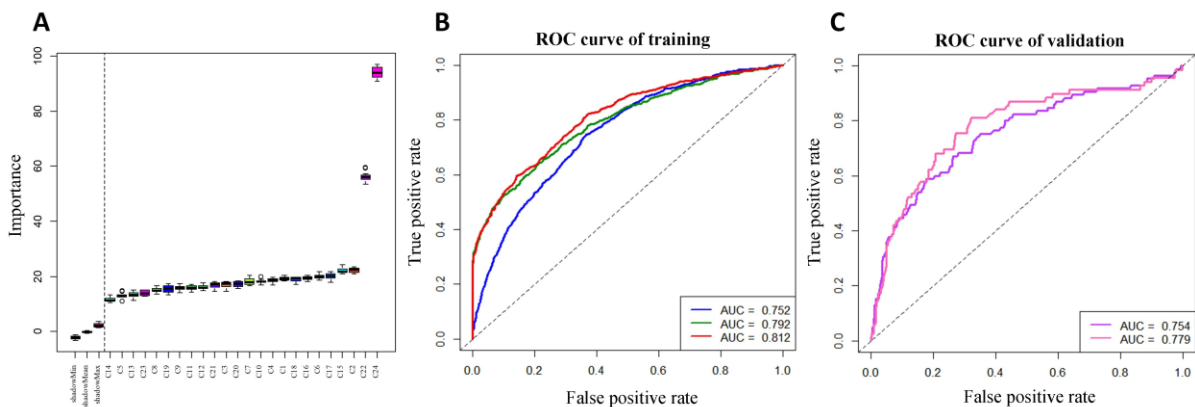 A
Importance
100
80
60
40
20
0
shadowMin
shadowMean
shadowMax
C14
C5
C13
C23
C8
C19
C9
C11
C12
C21
C3
C20
C7
C10
C4
C1
C18
C16
C6
C17
C15
C2
C22
C24
B
ROC curve of training
True positive rate
1.0
0.8
0.6
0.4
0.2
0.0
AUC = 0.752
AUC = 0.792
AUC = 0.812
0.0 0.2 0.4 0.6 0.8 1.0
False positive rate
C
ROC curve of validation
True positive rate
1.0
0.8
0.6
0.4
0.2
0.0
AUC = 0.754
AUC = 0.779
0.0 0.2 0.4 0.6 0.8 1.0
False positive rate